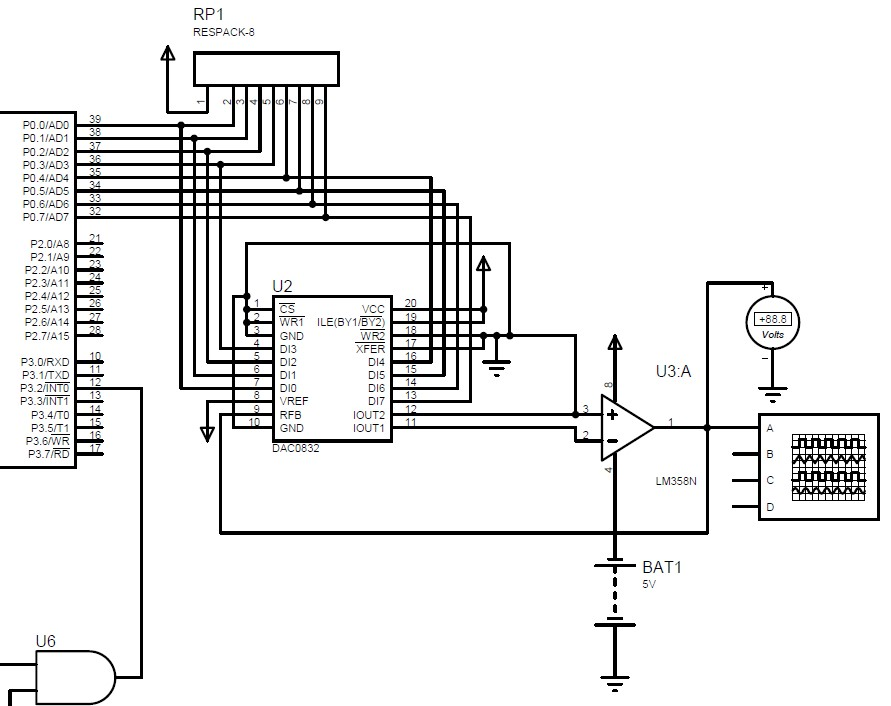 RP1
RESPACK-8
1 2 3 4 5 6 7 8 9
P0.0/AD0 39
P0.1/AD1 38
P0.2/AD2 37
P0.3/AD3 36
P0.4/AD4 35
P0.5/AD5 34
P0.6/AD6 33
P0.7/AD7 32
P2.0/A8 21
P2.1/A9 22
P2.2/A10 23
P2.3/A11 24
P2.4/A12 25
P2.5/A13 26
P2.6/A14 27
P2.7/A15 28
P3.0/RXD 10
P3.1/TXD 11
P3.2/INT0 12
P3.3/INT1 13
P3.4/T0 14
P3.5/T1 15
P3.6/WR 16
P3.7/RD 17
U2
1 CS VCC 20
2 WR1 ILE(BY1/BY2) 19
3 GND WR2 18
4 DI3 XFER 17
5 DI2 DI4 16
6 DI1 DI5 15
7 DI0 DI6 14
8 VREF DI7 13
9 RFB IOUT2 12
10 GND IOUT1 11
DAC0832
U3:A
8
3 +
2 −
1
4
LM358N
+
+88.8
Volts
−
A
B
C
D
BAT1
5V
U6